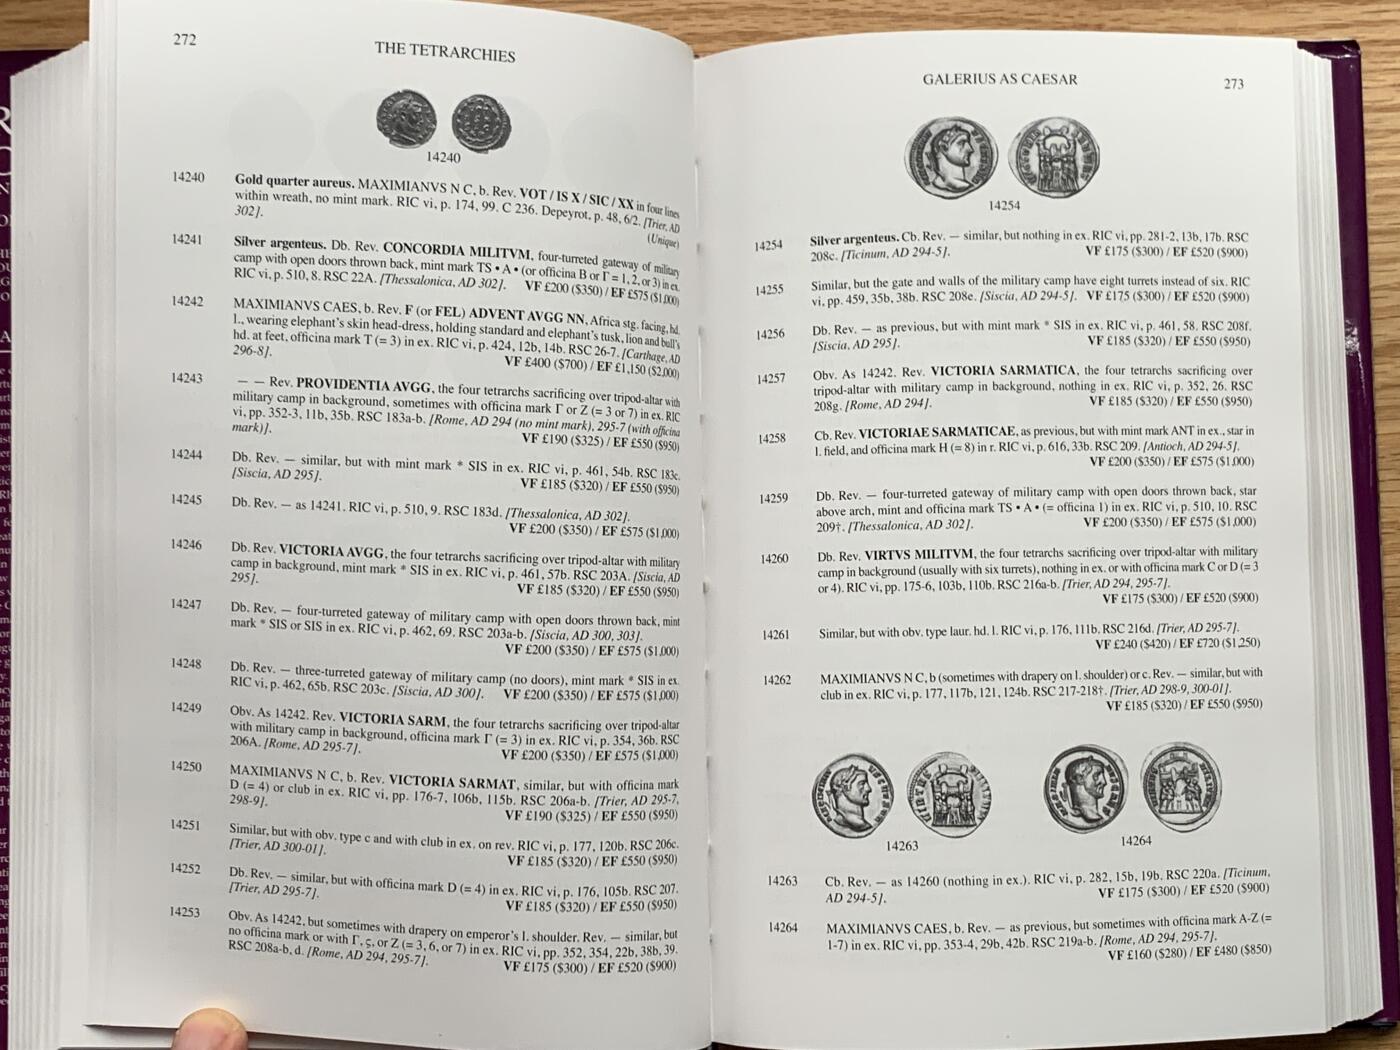 272
THE TETRARCHIES
14240
14240 Gold quarter aureus. MAXIMIANVS N C, b. Rev. VOT / IS X / SIC / XX in four lines
within wreath, no mint mark. RIC vi, p. 174, 99. C 236. Depeyrot, p. 48, 6/2. [Trier, AD
302]. (Unique)
14241 Silver argenteus. Db. Rev. CONCORDIA MILITVM, four-turreted gateway of military
camp with open doors thrown back, mint mark TS • A • (or officina B or Γ = 1, 2, or 3) in ex.
RIC vi, p. 510, 8. RSC 22A. [Thessalonica, AD 302]. VF £200 ($350) / EF £575 ($1,000)
14242 MAXIMIANVS CAES, b. Rev. F (or FEL) ADVENT AVGG NN, Africa stg. facing, hd.
l., wearing elephant's skin head-dress, holding standard and elephant's tusk, lion and bull's
hd. at feet, officina mark T (= 3) in ex. RIC vi, p. 424, 12b, 14b. RSC 26-7. [Carthage, AD
296-8]. VF £400 ($700) / EF £1,150 ($2,000)
14243 — — Rev. PROVIDENTIA AVGG, the four tetrarchs sacrificing over tripod-altar with
military camp in background, sometimes with officina mark Γ or Z (= 3 or 7) in ex. RIC
vi, pp. 352-3, 11b, 35b. RSC 183a-b. [Rome, AD 294 (no mint mark), 295-7 (with officina
mark)]. VF £190 ($325) / EF £550 ($950)
14244 Db. Rev. — similar, but with mint mark * SIS in ex. RIC vi, p. 461, 54b. RSC 183c.
[Siscia, AD 295]. VF £185 ($320) / EF £550 ($950)
14245 Db. Rev. — as 14241. RIC vi, p. 510, 9. RSC 183d. [Thessalonica, AD 302].
VF £200 ($350) / EF £575 ($1,000)
14246 Db. Rev. VICTORIA AVGG, the four tetrarchs sacrificing over tripod-altar with military
camp in background, mint mark * SIS in ex. RIC vi, p. 461, 57b. RSC 203A. [Siscia, AD
295]. VF £185 ($320) / EF £550 ($950)
14247 Db. Rev. — four-turreted gateway of military camp with open doors thrown back, mint
mark * SIS or SIS in ex. RIC vi, p. 462, 69. RSC 203a-b. [Siscia, AD 300, 303].
VF £200 ($350) / EF £575 ($1,000)
14248 Db. Rev. — three-turreted gateway of military camp (no doors), mint mark * SIS in ex.
RIC vi, p. 462, 65b. RSC 203c. [Siscia, AD 300]. VF £200 ($350) / EF £575 ($1,000)
14249 Obv. As 14242. Rev. VICTORIA SARM, the four tetrarchs sacrificing over tripod-altar
with military camp in background, officina mark Γ (= 3) in ex. RIC vi, p. 354, 36b. RSC
206A. [Rome, AD 295-7]. VF £200 ($350) / EF £575 ($1,000)
14250 MAXIMIANVS N C, b. Rev. VICTORIA SARMAT, similar, but with officina mark
D (= 4) or club in ex. RIC vi, pp. 176-7, 106b, 115b. RSC 206a-b. [Trier, AD 295-7,
298-9]. VF £190 ($325) / EF £550 ($950)
14251 Similar, but with obv. type c and with club in ex. on rev. RIC vi, p. 177, 120b. RSC 206c.
[Trier, AD 300-01]. VF £185 ($320) / EF £550 ($950)
14252 Db. Rev. — similar, but with officina mark D (= 4) in ex. RIC vi, p. 176, 105b. RSC 207.
[Trier, AD 295-7]. VF £185 ($320) / EF £550 ($950)
14253 Obv. As 14242, but sometimes with drapery on emperor's l. shoulder. Rev. — similar, but
no officina mark or with Γ, ς, or Z (= 3, 6, or 7) in ex. RIC vi, pp. 352, 354, 22b, 38b, 39.
RSC 208a-b, d. [Rome, AD 294, 295-7]. VF £175 ($300) / EF £520 ($900)
GALERIUS AS CAESAR
273
14254
14254 Silver argenteus. Cb. Rev. — similar, but nothing in ex. RIC vi, pp. 281-2, 13b, 17b. RSC
208c. [Ticinum, AD 294-5]. VF £175 ($300) / EF £520 ($900)
14255 Similar, but the gate and walls of the military camp have eight turrets instead of six. RIC
vi, pp. 459, 35b, 38b. RSC 208e. [Siscia, AD 294-5]. VF £175 ($300) / EF £520 ($900)
14256 Db. Rev. — as previous, but with mint mark * SIS in ex. RIC vi, p. 461, 58. RSC 208f.
[Siscia, AD 295]. VF £185 ($320) / EF £550 ($950)
14257 Obv. As 14242. Rev. VICTORIA SARMATICA, the four tetrarchs sacrificing over
tripod-altar with military camp in background, nothing in ex. RIC vi, p. 352, 26. RSC
208g. [Rome, AD 294]. VF £185 ($320) / EF £550 ($950)
14258 Cb. Rev. VICTORIAE SARMATICAE, as previous, but with mint mark ANT in ex., star in
l. field, and officina mark H (= 8) in r. RIC vi, p. 616, 33b. RSC 209. [Antioch, AD 294-5].
VF £200 ($350) / EF £575 ($1,000)
14259 Db. Rev. — four-turreted gateway of military camp with open doors thrown back, star
above arch, mint and officina mark TS • A • (= officina 1) in ex. RIC vi, p. 510, 10. RSC
209†. [Thessalonica, AD 302]. VF £200 ($350) / EF £575 ($1,000)
14260 Db. Rev. VIRTVS MILITVM, the four tetrarchs sacrificing over tripod-altar with military
camp in background (usually with six turrets), nothing in ex. or with officina mark C or D (= 3
or 4). RIC vi, pp. 175-6, 103b, 110b. RSC 216a-b. [Trier, AD 294, 295-7].
VF £175 ($300) / EF £520 ($900)
14261 Similar, but with obv. type laur. hd. l. RIC vi, p. 176, 111b. RSC 216d. [Trier, AD 295-7].
VF £240 ($420) / EF £720 ($1,250)
14262 MAXIMIANVS N C, b (sometimes with drapery on l. shoulder) or c. Rev. — similar, but with
club in ex. RIC vi, p. 177, 117b, 121, 124b. RSC 217-218†. [Trier, AD 298-9, 300-01].
VF £185 ($320) / EF £550 ($950)
14263 14264
14263 Cb. Rev. — as 14260 (nothing in ex.). RIC vi, p. 282, 15b, 19b. RSC 220a. [Ticinum,
AD 294-5]. VF £175 ($300) / EF £520 ($900)
14264 MAXIMIANVS CAES, b. Rev. — as previous, but sometimes with officina mark A-Z (=
1-7) in ex. RIC vi, pp. 353-4, 29b, 42b. RSC 219a-b. [Rome, AD 294, 295-7].
VF £160 ($280) / EF £480 ($850)